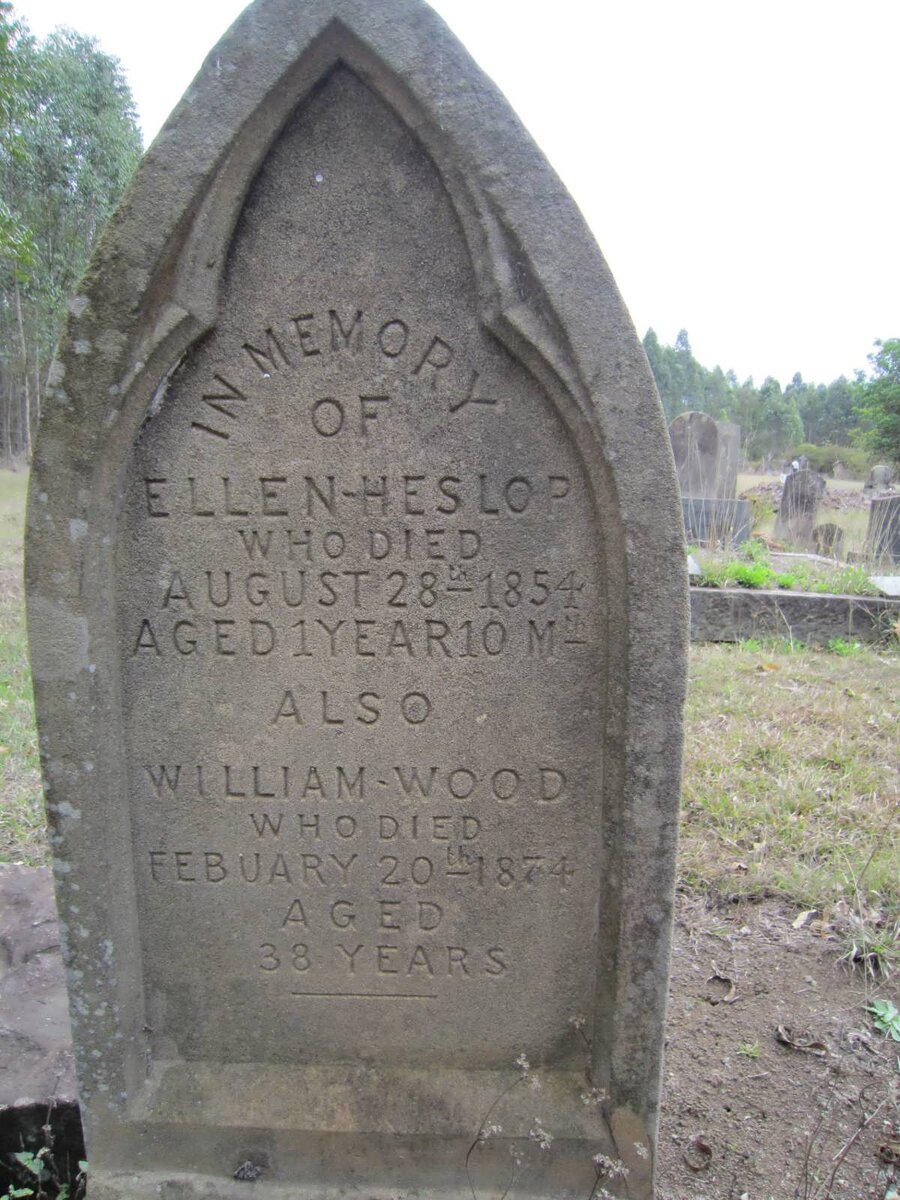 IN MEMORY
OF
ELLEN-HESLOP
WHO DIED
AUGUST 28th 1854
AGED 1 YEAR 10 Mth
ALSO
WILLIAM-WOOD
WHO DIED
FEBUARY 20th 1874
AGED
38 YEARS